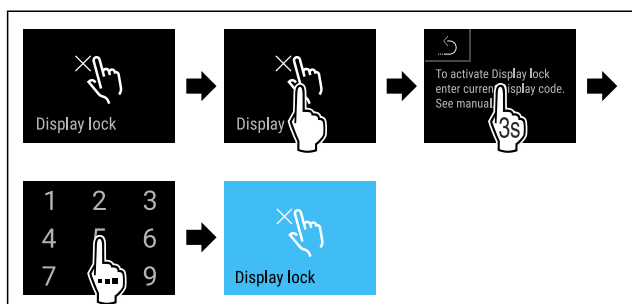 Display lock
Display
To activate Display lock
enter current display code.
See manual
3s
1 2 3
4 5 6
7 9
Display lock